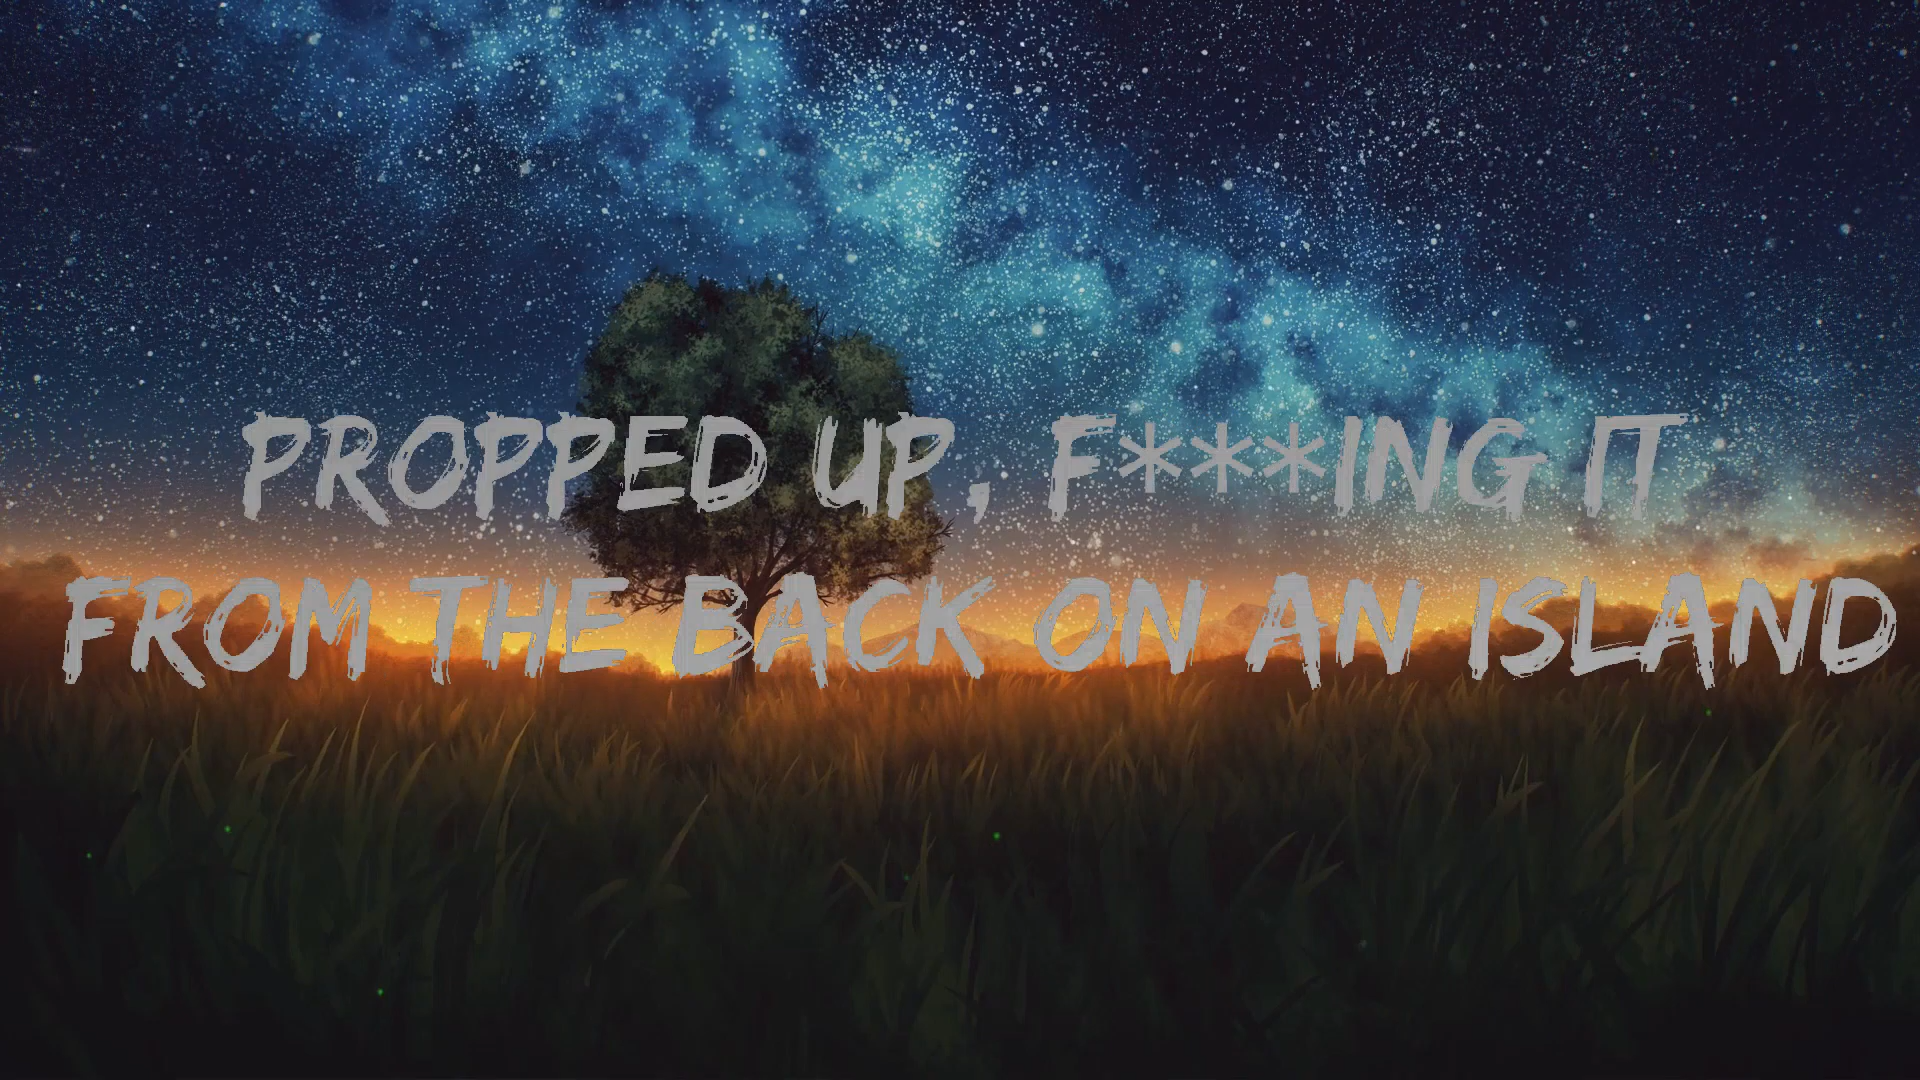 PROPPED UP, F***ING IT
FROM THE BACK ON AN ISLAND